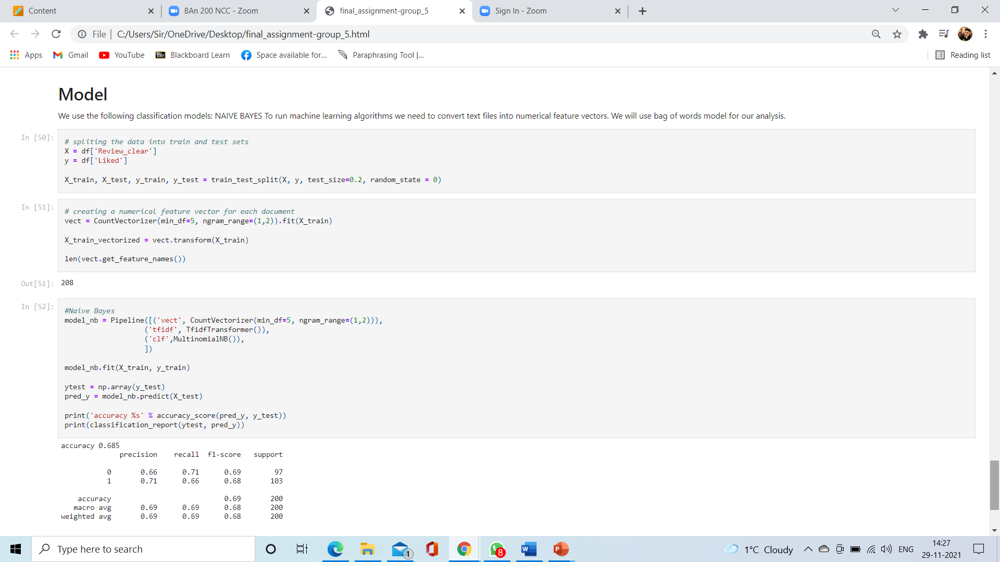 Content
BAn 200 NCC - Zoom
final_assignment-group_5
Sign In - Zoom
File | C:/Users/Sir/OneDrive/Desktop/final_assignment-group_5.html
Apps
Gmail
YouTube
Bb Blackboard Learn
Space available for...
Paraphrasing Tool |...
Reading list
Model
We use the following classification models: NAIVE BAYES To run machine learning algorithms we need to convert text files into numerical feature vectors. We will use bag of words model for our analysis.
In [50]:
# spliting the data into train and test sets
X = df['Review_clear']
y = df['Liked']
X_train, X_test, y_train, y_test = train_test_split(X, y, test_size=0.2, random_state = 0)
In [51]:
# creating a numerical feature vector for each document
vect = CountVectorizer(min_df=5, ngram_range=(1,2)).fit(X_train)
X_train_vectorized = vect.transform(X_train)
len(vect.get_feature_names())
Out[51]: 208
In [52]:
#Naive Bayes
model_nb = Pipeline([('vect', CountVectorizer(min_df=5, ngram_range=(1,2))),
('tfidf', TfidfTransformer()),
('clf',MultinomialNB()),
])
model_nb.fit(X_train, y_train)
ytest = np.array(y_test)
pred_y = model_nb.predict(X_test)
print('accuracy %s' % accuracy_score(pred_y, y_test))
print(classification_report(ytest, pred_y))
accuracy 0.685
precision recall f1-score support
0 0.66 0.71 0.69 97
1 0.71 0.66 0.68 103
accuracy 0.69 200
macro avg 0.69 0.69 0.68 200
weighted avg 0.69 0.69 0.68 200
Type here to search
1
8
W
P
1°C Cloudy
ENG
14:27
29-11-2021